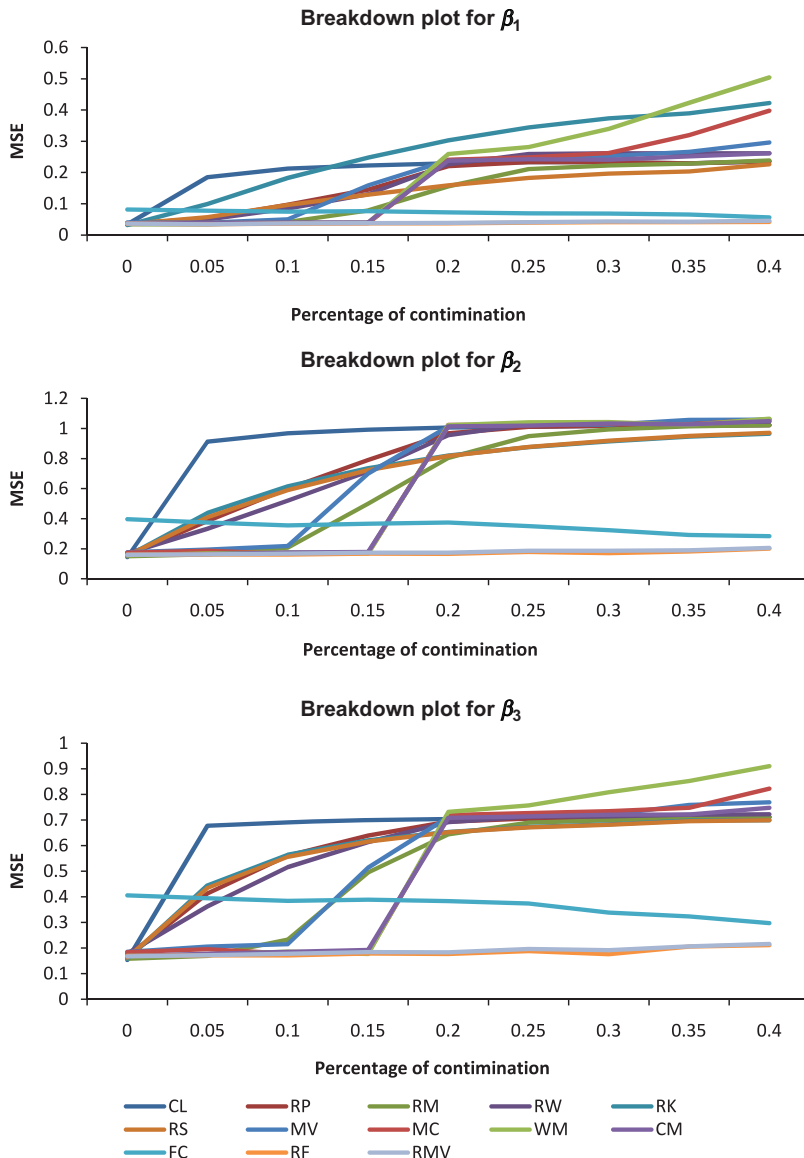 Breakdown plot for β1
0.6
0.5
0.4
0.3
0.2
0.1
0
MSE
0 0.05 0.1 0.15 0.2 0.25 0.3 0.35 0.4
Percentage of contimination
Breakdown plot for β2
1.2
1
0.8
0.6
0.4
0.2
0
MSE
0 0.05 0.1 0.15 0.2 0.25 0.3 0.35 0.4
Percentage of contimination
Breakdown plot for β3
1
0.9
0.8
0.7
0.6
0.5
0.4
0.3
0.2
0.1
0
MSE
0 0.05 0.1 0.15 0.2 0.25 0.3 0.35 0.4
Percentage of contimination
CL RP RM RW RK
RS MV MC WM CM
FC RF RMV